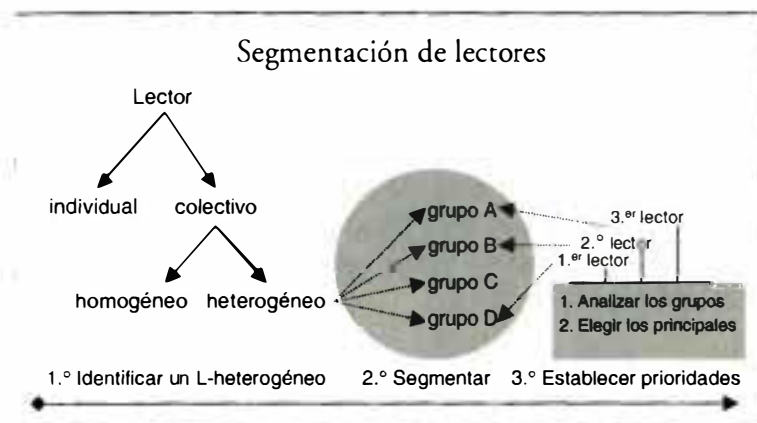 Segmentación de lectores
Lector
individual colectivo
homogéneo heterogéneo
grupo A
grupo B
grupo C
grupo D
3.er lector
2.º lector
1.er lector
1. Analizar los grupos
2. Elegir los principales
1.º Identificar un L-heterogéneo 2.º Segmentar 3.º Establecer prioridades